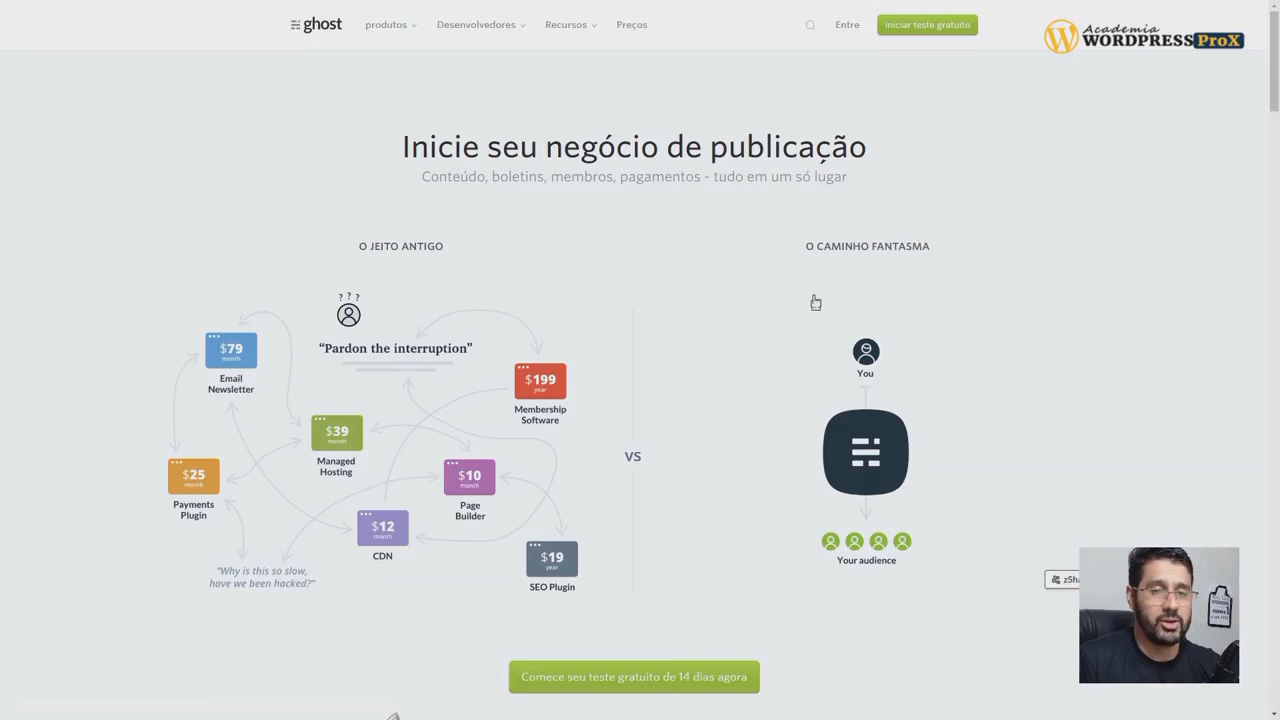 ghost
produtos
Desenvolvedores
Recursos
Preços
Entre
Iniciar teste gratuito
Academia
WORDPRESS ProX
Inicie seu negócio de publicação
Conteúdo, boletins, membros, pagamentos - tudo em um só lugar
O JEITO ANTIGO
O CAMINHO FANTASMA
? ? ?
“Pardon the interruption”
$79
month
Email
Newsletter
$199
year
Membership
Software
$39
month
Managed
Hosting
$25
month
Payments
Plugin
$10
month
Page
Builder
$12
month
CDN
$19
year
SEO Plugin
“Why is this so slow,
have we been hacked?”
VS
You
Your audience
Comece seu teste gratuito de 14 dias agora